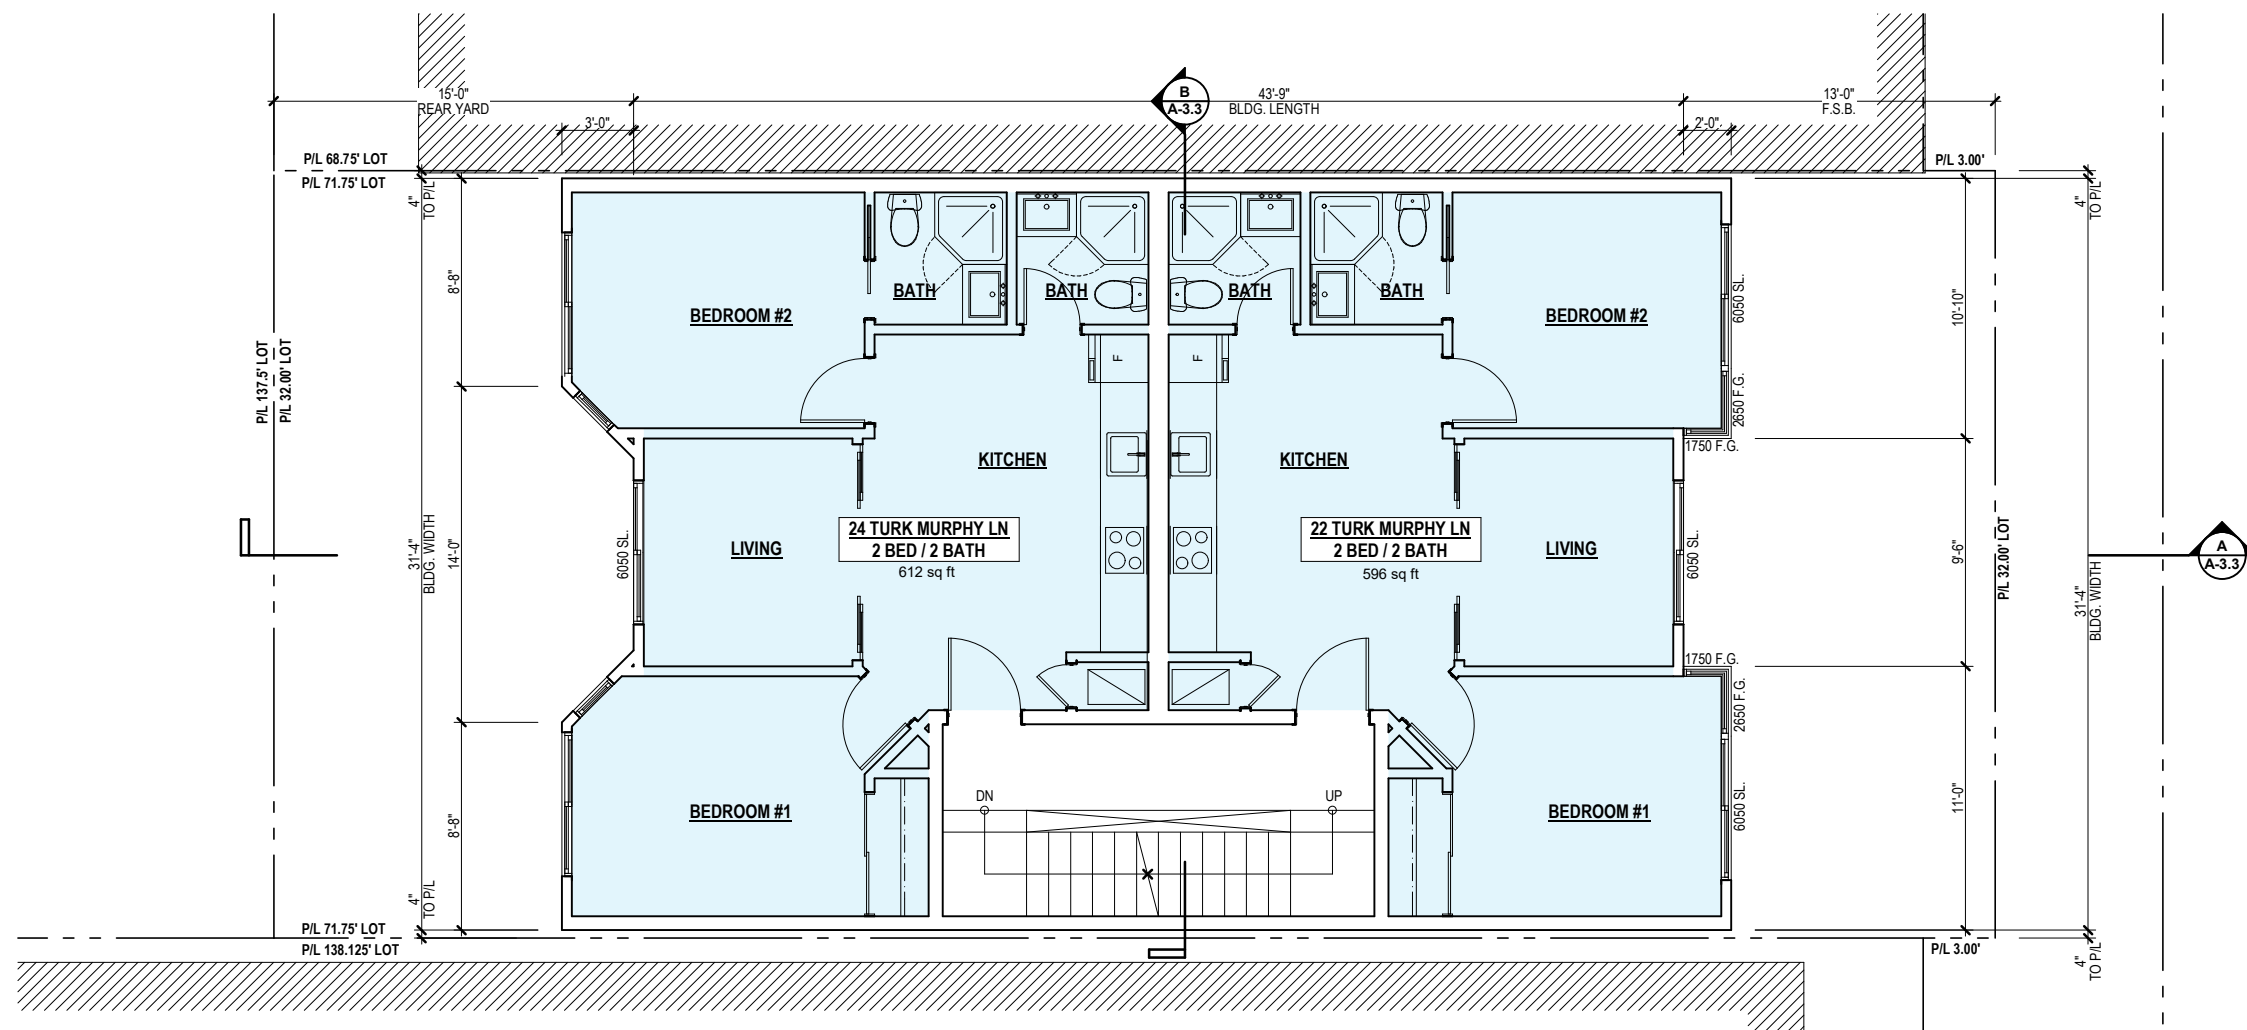 B
A-3.3
15'-0"
REAR YARD
43'-9"
BLDG. LENGTH
13'-0"
F.S.B.
3'-0"
2'-0"
P/L 68.75' LOT
P/L 71.75' LOT
P/L 3.00'
4"
TO P/L
4"
TO P/L
BATH
BATH
BATH
BATH
BEDROOM #2
BEDROOM #2
8'-8"
6050 SL.
10'-10"
F
F
P/L 137.5' LOT
P/L 32.00' LOT
2650 F.G.
1750 F.G.
KITCHEN
KITCHEN
24 TURK MURPHY LN
2 BED / 2 BATH
612 sq ft
22 TURK MURPHY LN
2 BED / 2 BATH
596 sq ft
LIVING
LIVING
31'-4"
BLDG. WIDTH
14'-0"
6050 SL.
6050 SL.
9'-6"
P/L 32.00' LOT
31'-4"
BLDG. WIDTH
A
A-3.3
1750 F.G.
2650 F.G.
DN
UP
BEDROOM #1
BEDROOM #1
8'-8"
6050 SL.
11'-0"
4"
TO P/L
P/L 71.75' LOT
P/L 138.125' LOT
P/L 3.00'
4"
TO P/L